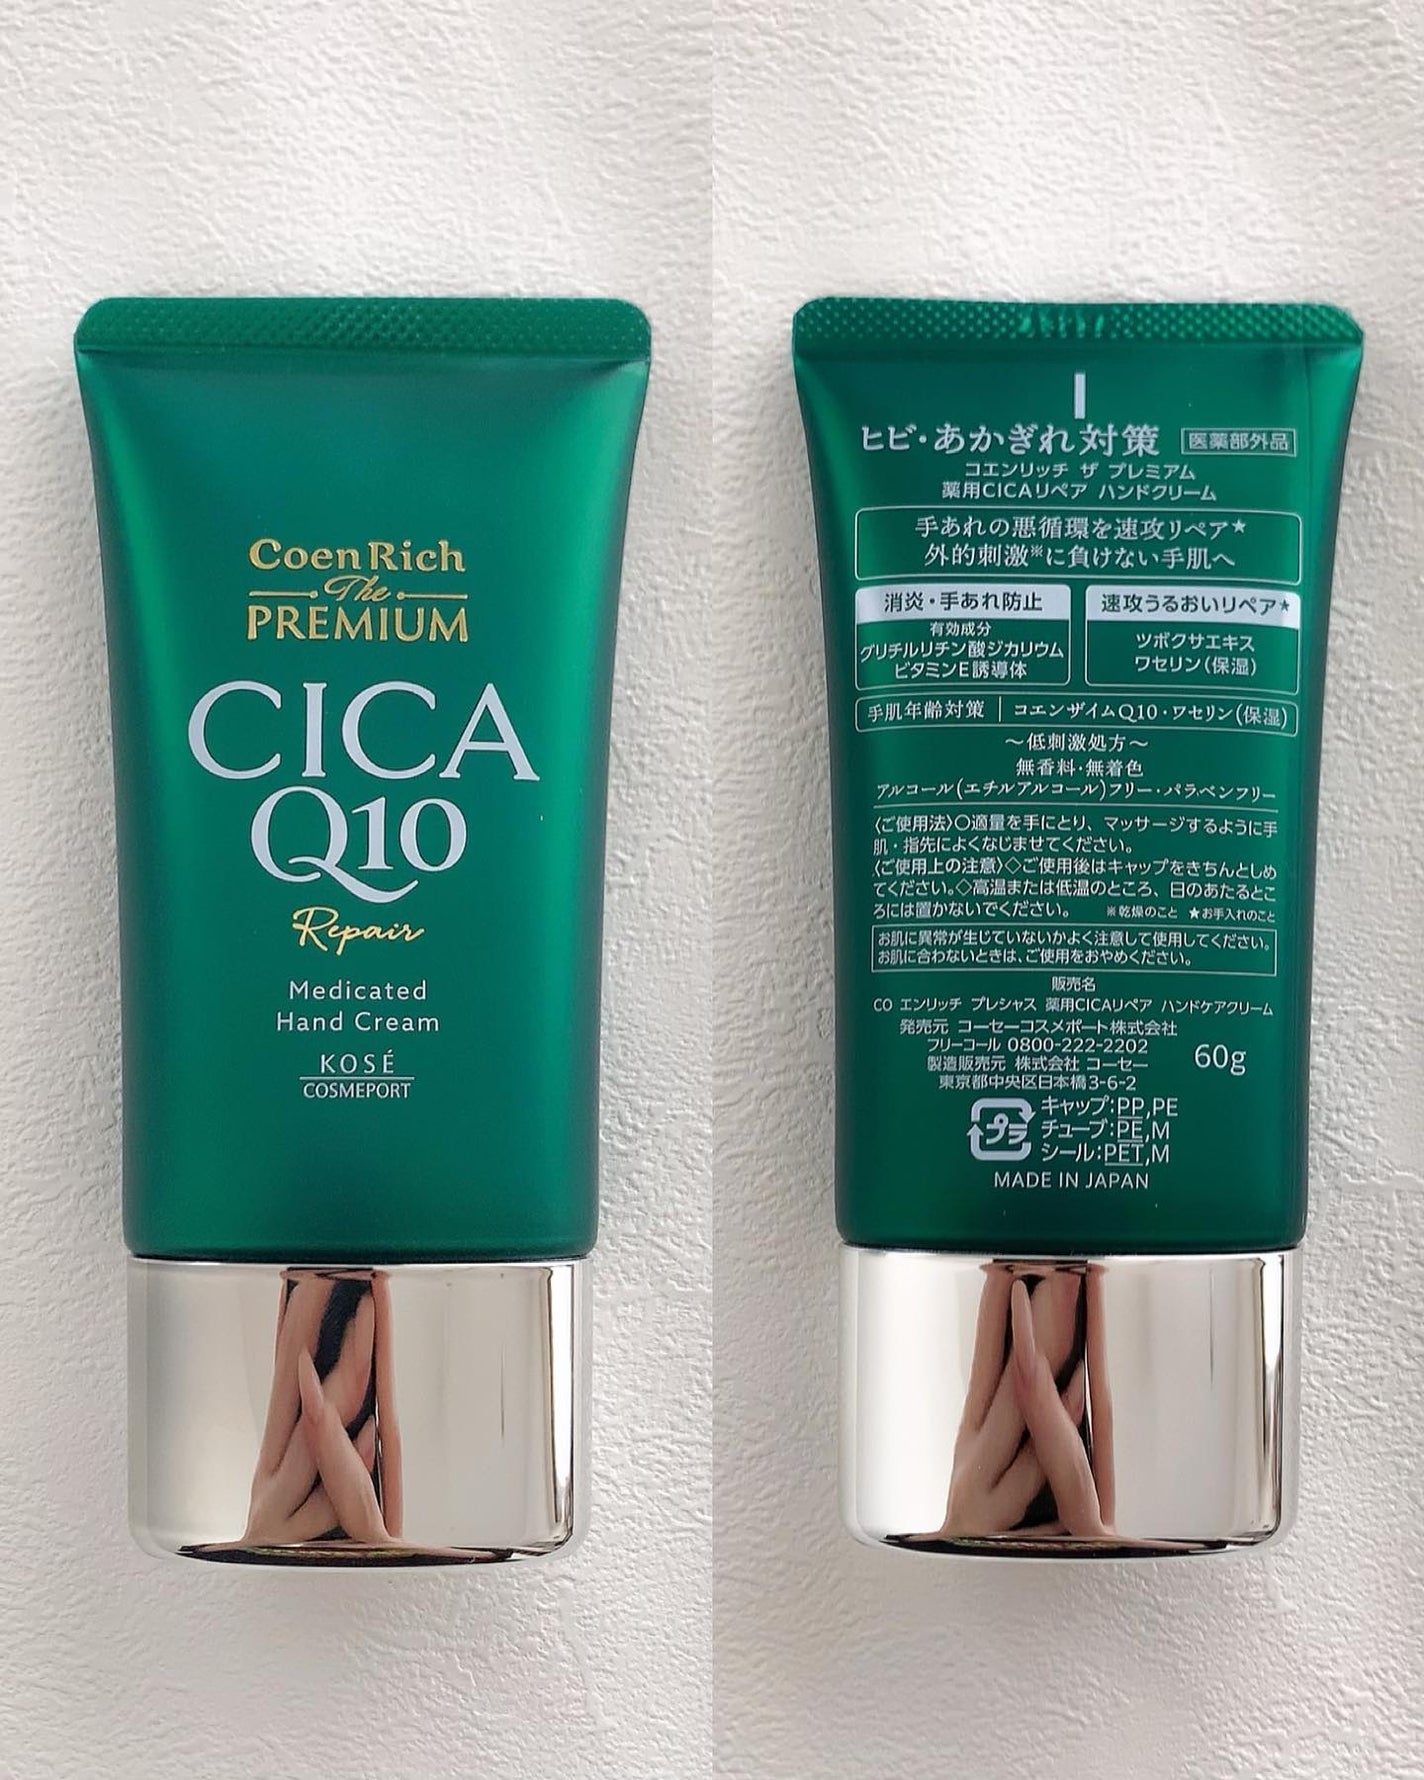 CoenRich
The
PREMIUM
CICA
Q10
Repair
Medicated
Hand Cream
KOSÉ
COSMEPORT
ヒビ・あかぎれ対策 医薬部外品
コエンリッチ ザ プレミアム
薬用CICAリペア ハンドクリーム
手あれの悪循環を速攻リペア★
外的刺激※に負けない手肌へ
消炎・手あれ防止
有効成分
グリチルリチン酸ジカリウム
ビタミンE誘導体
速攻うるおいリペア★
ツボクサエキス
ワセリン(保湿)
手肌年齢対策 | コエンザイムQ10・ワセリン(保湿)
～低刺激処方～
無香料・無着色
アルコール(エチルアルコール)フリー・パラベンフリー
〈ご使用法〉○適量を手にとり、マッサージするように手
肌・指先によくなじませてください。
〈ご使用上の注意〉◇ご使用後はキャップをきちんとしめ
てください。◇高温または低温のところ、日のあたるとこ
ろには置かないでください。 ※乾燥のこと ★お手入れのこと
お肌に異常が生じていないかよく注意して使用してください。
お肌に合わないときは、ご使用をおやめください。
販売名
CO エンリッチ プレシャス 薬用CICAリペア ハンドケアクリーム
発売元 コーセーコスメポート株式会社
フリーコール 0800-222-2202
製造販売元 株式会社 コーセー
東京都中央区日本橋3-6-2
60g
プラ
キャップ:PP,PE
チューブ:PE,M
シール:PET,M
MADE IN JAPAN